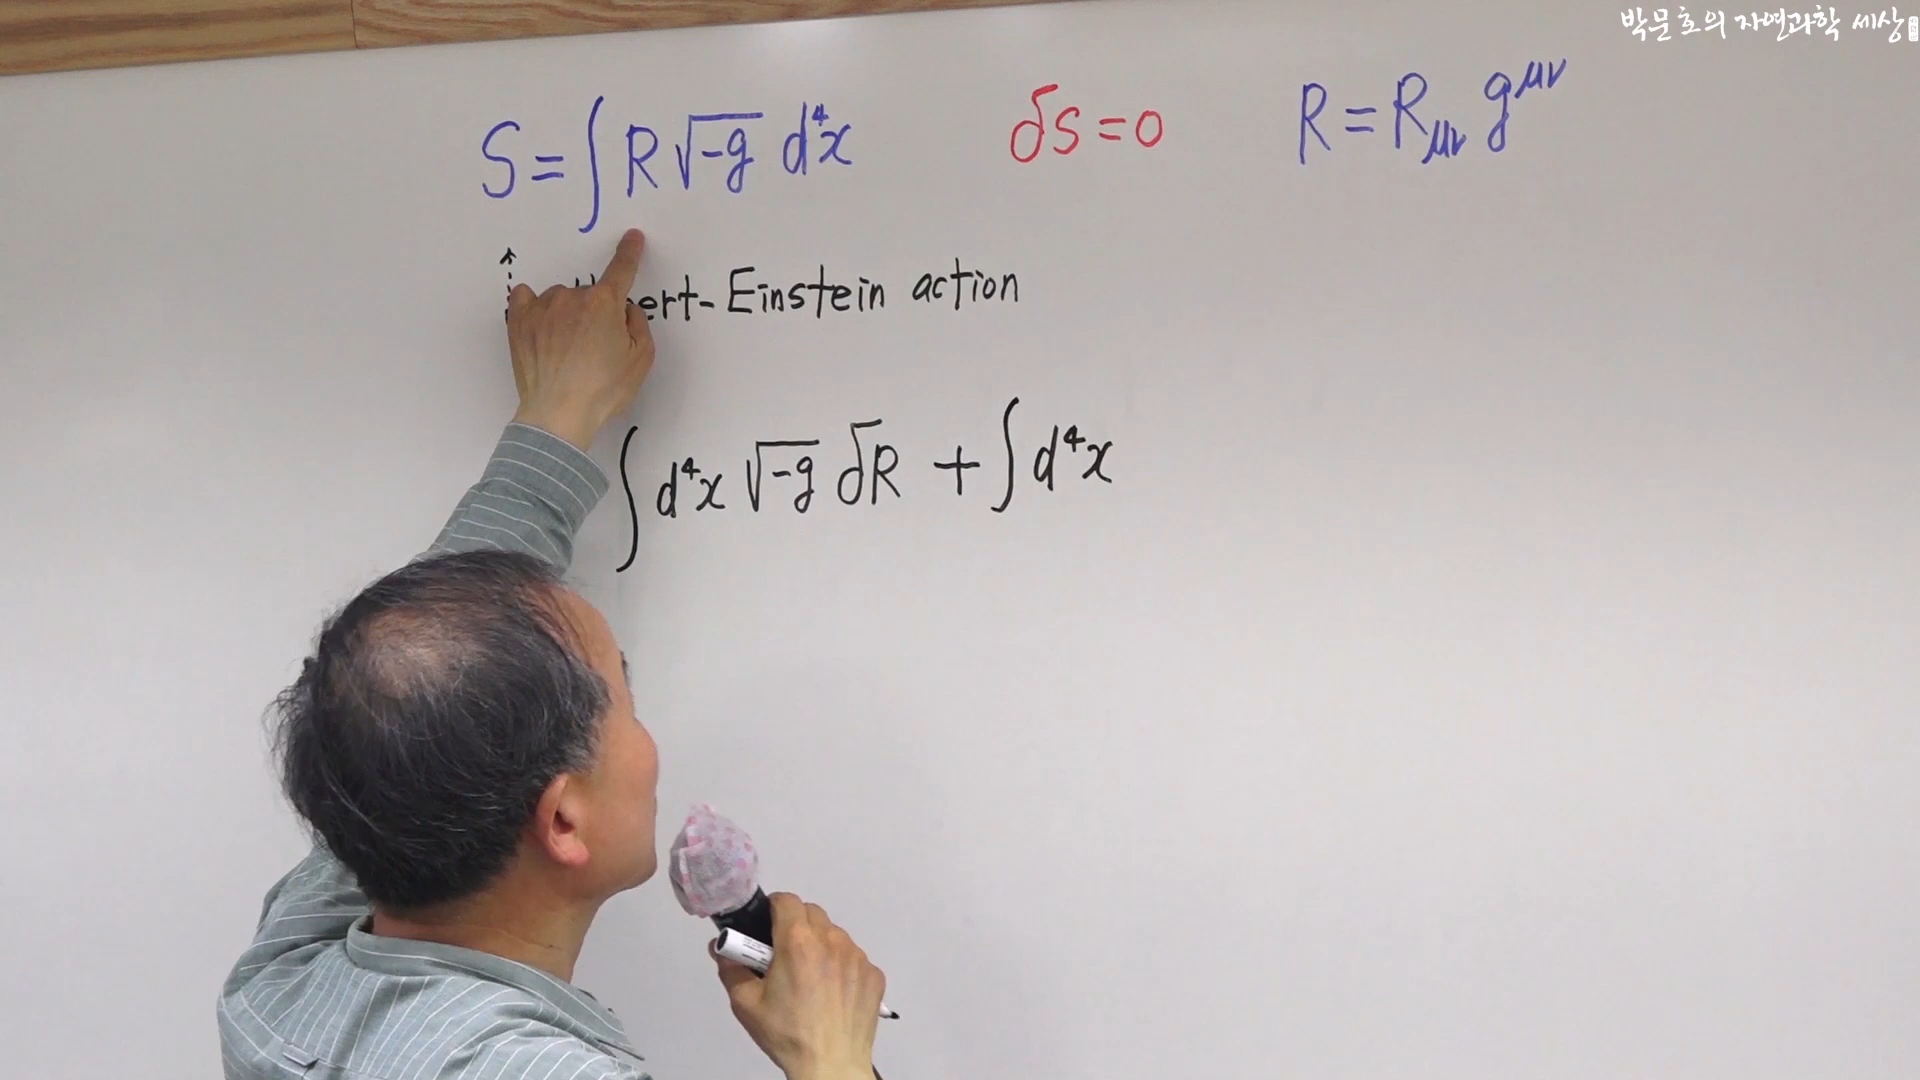 박문호의 자연과학 세상
S = ∫ R √-g d⁴x    δS = 0    R = R_μν g^μν
ert-Einstein action
∫ d⁴x √-g δR + ∫ d⁴x